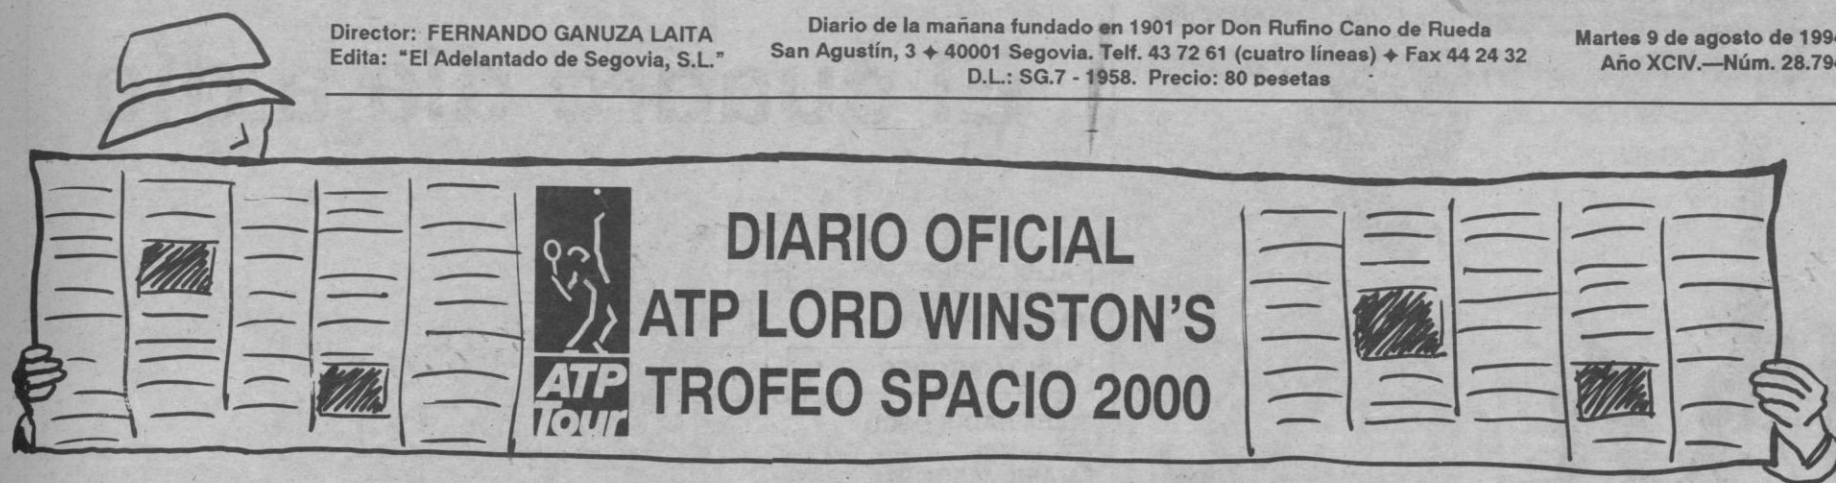 Director: FERNANDO GANUZA LAITA
Edita: "El Adelantado de Segovia, S.L."
Diario de la mañana fundado en 1901 por Don Rufino Cano de Rueda
San Agustín, 3 ✦ 40001 Segovia. Telf. 43 72 61 (cuatro líneas) ✦ Fax 44 24 32
D.L.: SG.7 - 1958. Precio: 80 pesetas
Martes 9 de agosto de 1994
Año XCIV.—Núm. 28.794
DIARIO OFICIAL
ATP LORD WINSTON'S
TROFEO SPACIO 2000
ATP
Tour